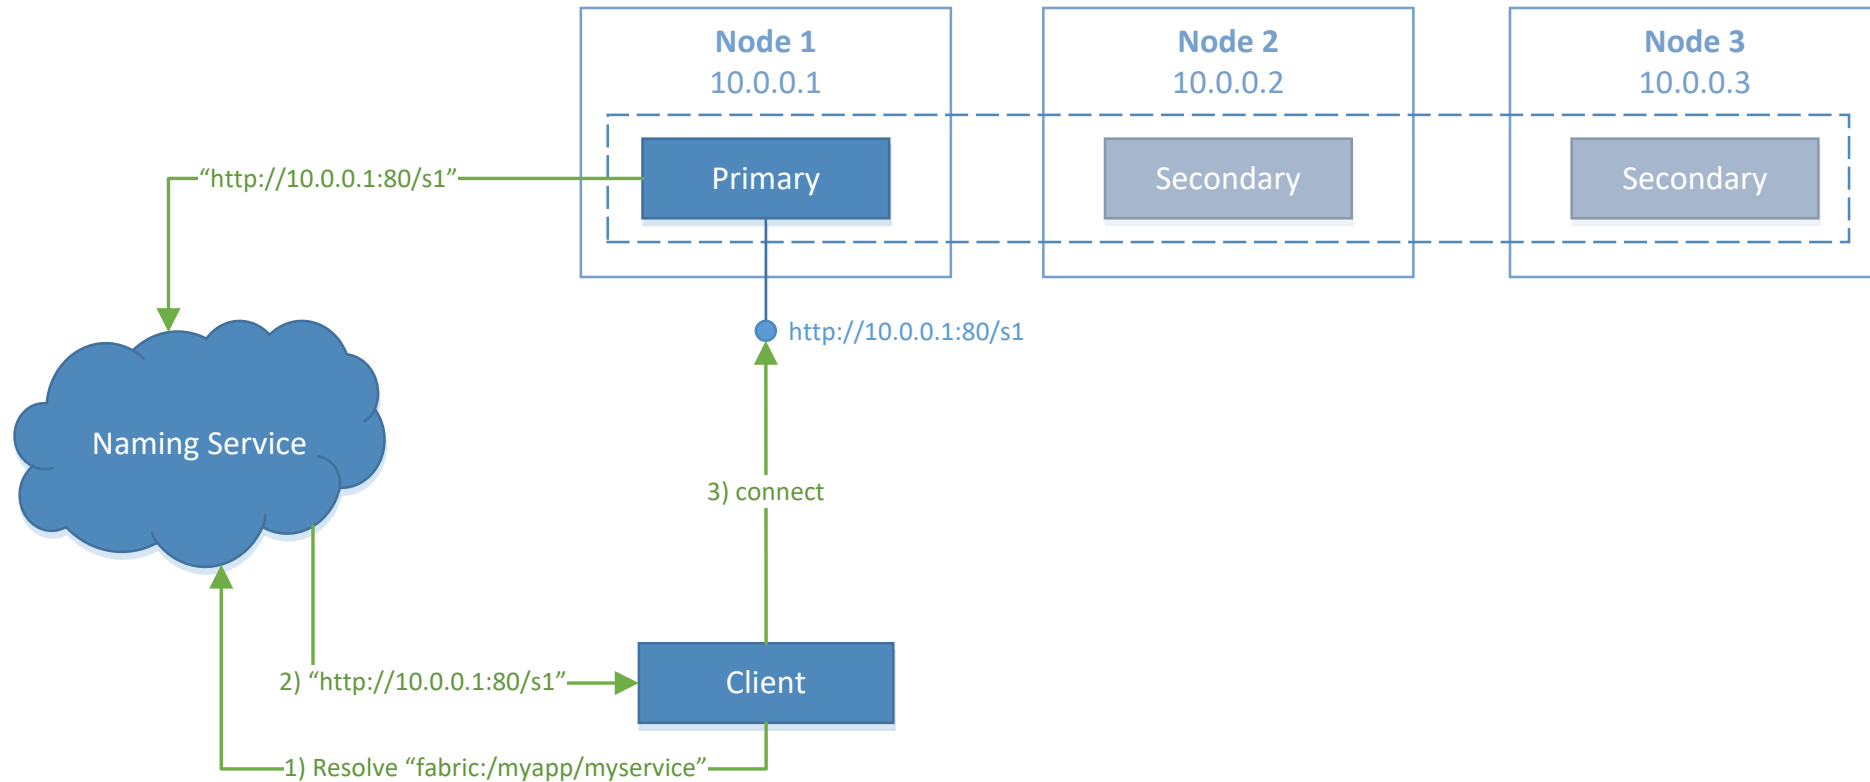 Node 1
10.0.0.1
Node 2
10.0.0.2
Node 3
10.0.0.3
Primary
Secondary
Secondary
“http://10.0.0.1:80/s1”
http://10.0.0.1:80/s1
Naming Service
3) connect
2) “http://10.0.0.1:80/s1”
Client
1) Resolve “fabric:/myapp/myservice”